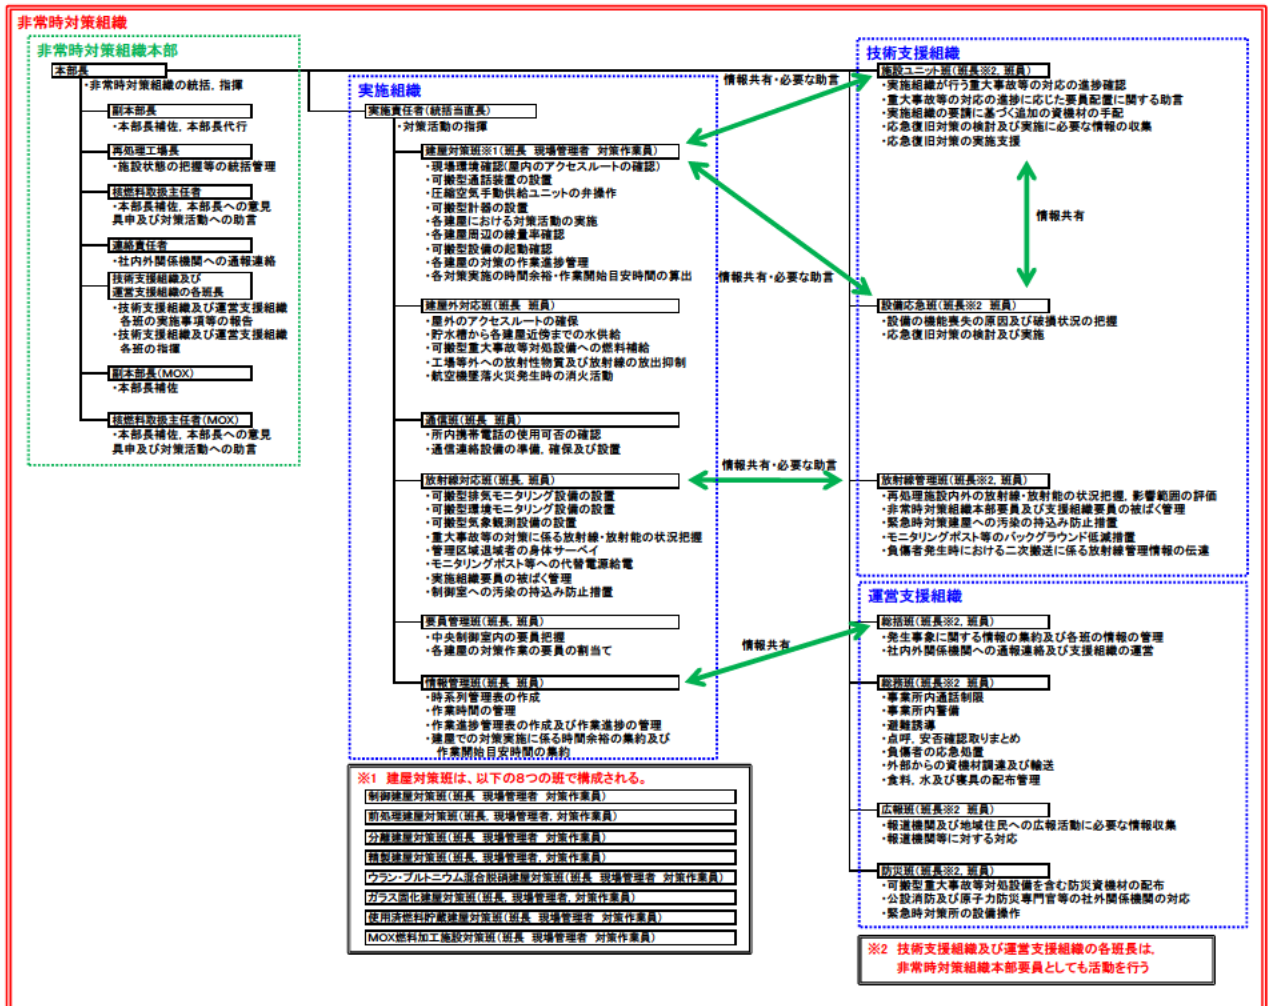 非常時対策組織
非常時対策組織本部
本部長
・非常時対策組織の統括，指揮
副本部長
・本部長補佐，本部長代行
再処理工場長
・施設状態の把握等の統括管理
核燃料取扱主任者
・本部長補佐，本部長への意見
具申及び対策活動への助言
連絡責任者
・社内外関係機関への通報連絡
技術支援組織及び
運営支援組織の各班長
・技術支援組織及び運営支援組織
各班の実施事項等の報告
・技術支援組織及び運営支援組織
各班の指揮
副本部長(MOX)
・本部長補佐
核燃料取扱主任者(MOX)
・本部長補佐，本部長への意見
具申及び対策活動への助言
実施組織
実施責任者(統括当直長)
・対策活動の指揮
建屋対策班※1(班長 現場管理者 対策作業員)
・現場環境確認(屋内のアクセスルートの確認)
・可搬型通話装置の設置
・圧縮空気手動供給ユニットの弁操作
・可搬型計器の設置
・各建屋における対策活動の実施
・各建屋周辺の線量率確認
・可搬型設備の起動確認
・各建屋の対策の作業進捗管理
・各対策実施の時間余裕・作業開始目安時間の算出
建屋外対応班(班長 班員)
・屋外のアクセスルートの確保
・貯水槽から各建屋近傍までの水供給
・可搬型重大事故等対処設備への燃料補給
・工場等外への放射性物質及び放射線の放出抑制
・航空機墜落火災発生時の消火活動
通信班(班長 班員)
・所内携帯電話の使用可否の確認
・通信連絡設備の準備，確保及び設置
放射線対応班(班長，班員)
・可搬型排気モニタリング設備の設置
・可搬型環境モニタリング設備の設置
・可搬型気象観測設備の設置
・重大事故等の対策に係る放射線・放射能の状況把握
・管理区域退域者の身体サーベイ
・モニタリングポスト等への代替電源給電
・実施組織要員の被ばく管理
・制御室への汚染の持込み防止措置
要員管理班(班長，班員)
・中央制御室内の要員把握
・各建屋の対策作業の要員の割当て
情報管理班(班長 班員)
・時系列管理表の作成
・作業時間の管理
・作業進捗管理表の作成及び作業進捗の管理
・建屋での対策実施に係る時間余裕の集約及び
作業開始目安時間の集約
※1 建屋対策班は、以下の8つの班で構成される。
制御建屋対策班(班長 現場管理者 対策作業員)
前処理建屋対策班(班長，現場管理者，対策作業員)
分離建屋対策班(班長 現場管理者 対策作業員)
精製建屋対策班(班長，現場管理者，対策作業員)
ウラン・プルトニウム混合脱硝建屋対策班(班長 現場管理者 対策作業員)
ガラス固化建屋対策班(班長，現場管理者，対策作業員)
使用済燃料貯蔵建屋対策班(班長 現場管理者 対策作業員)
MOX燃料加工施設対策班(班長 現場管理者 対策作業員)
情報共有・必要な助言
情報共有・必要な助言
情報共有・必要な助言
情報共有
技術支援組織
施設ユニット班(班長※2，班員)
・実施組織が行う重大事故等の対応の進捗確認
・重大事故等の対応の進捗に応じた要員配置に関する助言
・実施組織の要請に基づく追加の資機材の手配
・応急復旧対策の検討及び実施に必要な情報の収集
・応急復旧対策の実施支援
情報共有
設備応急班(班長※2 班員)
・設備の機能喪失の原因及び破損状況の把握
・応急復旧対策の検討及び実施
放射線管理班(班長※2，班員)
・再処理施設内外の放射線・放射能の状況把握，影響範囲の評価
・非常時対策組織本部要員及び支援組織要員の被ばく管理
・緊急時対策建屋への汚染の持込み防止措置
・モニタリングポスト等のバックグラウンド低減措置
・負傷者発生時における二次搬送に係る放射線管理情報の伝達
運営支援組織
総括班(班長※2，班員)
・発生事象に関する情報の集約及び各班の情報の管理
・社内外関係機関への通報連絡及び支援組織の運営
総務班(班長※2 班員)
・事業所内通話制限
・事業所内警備
・避難誘導
・点呼，安否確認取りまとめ
・負傷者の応急処置
・外部からの資機材調達及び輸送
・食料，水及び寝具の配布管理
広報班(班長※2 班員)
・報道機関及び地域住民への広報活動に必要な情報収集
・報道機関等に対する対応
防災班(班長※2，班員)
・可搬型重大事故等対処設備を含む防災資機材の配布
・公設消防及び原子力防災専門官等の社外関係機関の対応
・緊急時対策所の設備操作
※2 技術支援組織及び運営支援組織の各班長は，
非常時対策組織本部要員としても活動を行う